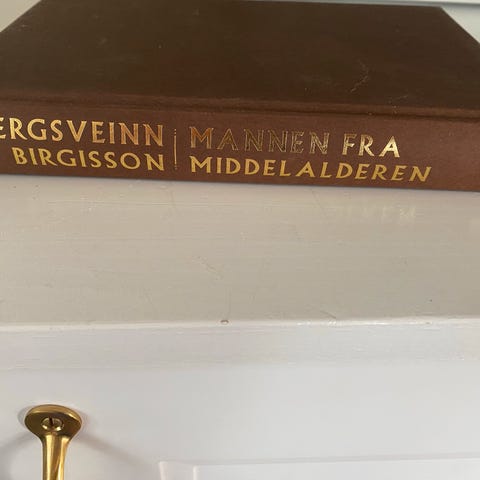 ERGSVEINN
BIRGISSON
MANNEN FRA
MIDDELALDEREN